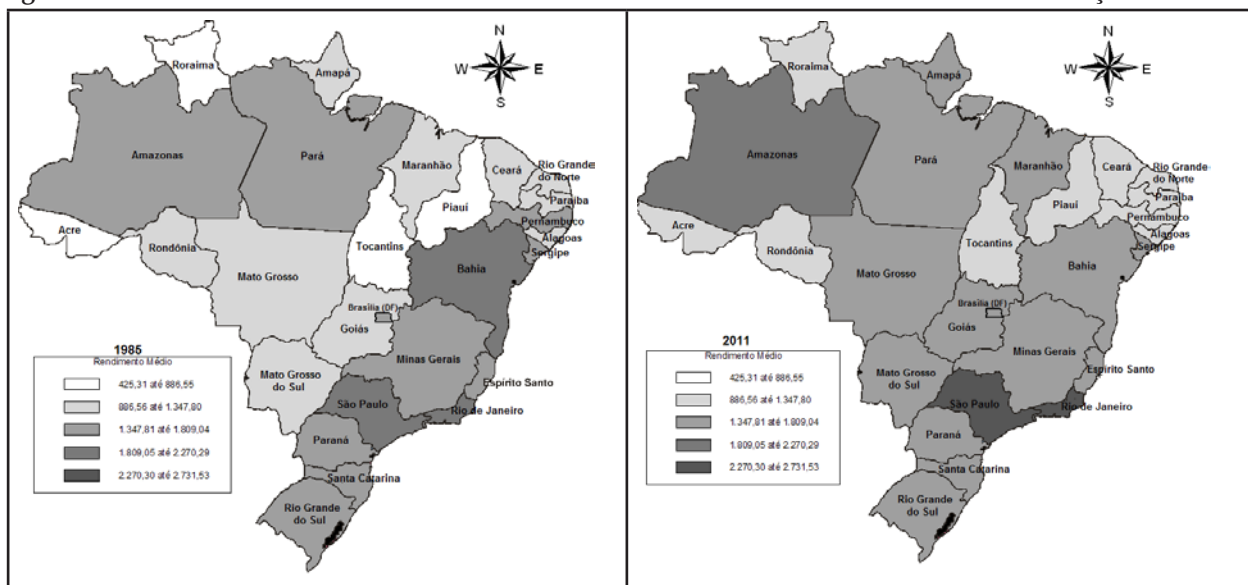 N
W E
S
Roraima
Amapá
Amazonas
Pará
Maranhão
Ceará
Rio Grande
do Norte
Paraíba
Piauí
Pernambuco
Acre
Alagoas
Sergipe
Rondônia
Tocantins
Mato Grosso
Bahia
Brasília (DF)
Goiás
Minas Gerais
Mato Grosso
do Sul
Espírito Santo
São Paulo
Rio de Janeiro
Paraná
Santa Catarina
Rio Grande
do Sul
1985
Rendimento Médio
425,31 até 886,55
886,56 até 1.347,80
1.347,81 até 1.809,04
1.809,05 até 2.270,29
2.270,30 até 2.731,53
N
W E
S
Roraima
Amapá
Amazonas
Pará
Maranhão
Ceará
Rio Grande
do Norte
Paraíba
Piauí
Pernambuco
Acre
Alagoas
Sergipe
Rondônia
Tocantins
Mato Grosso
Bahia
Brasília (DF)
Goiás
Minas Gerais
Mato Grosso
do Sul
Espírito Santo
São Paulo
Rio de Janeiro
Paraná
Santa Catarina
Rio Grande
do Sul
2011
Rendimento Médio
425,31 até 886,55
886,56 até 1.347,80
1.347,81 até 1.809,04
1.809,05 até 2.270,29
2.270,30 até 2.731,53